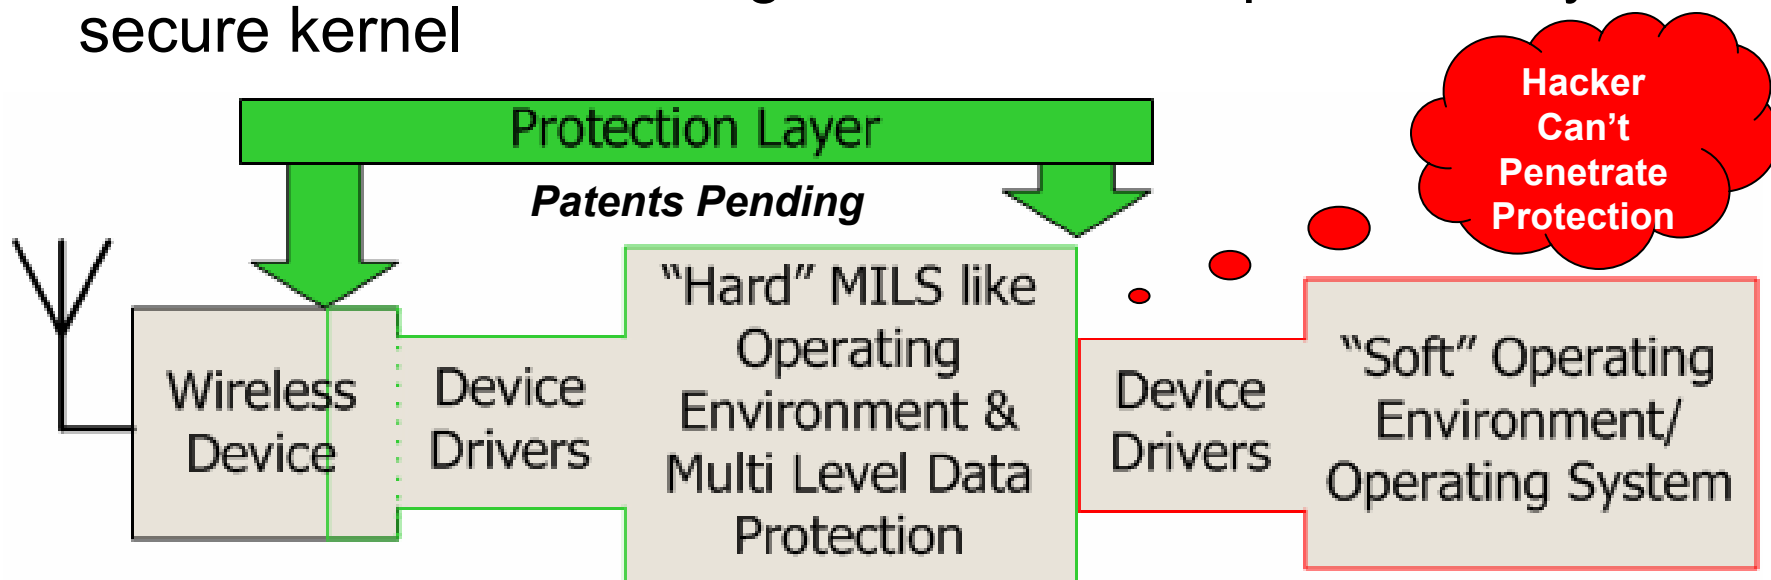 secure kernel
Protection Layer
Patents Pending
Hacker
Can't
Penetrate
Protection
Wireless
Device
Device
Drivers
"Hard" MILS like
Operating
Environment &
Multi Level Data
Protection
Device
Drivers
"Soft" Operating
Environment/
Operating System